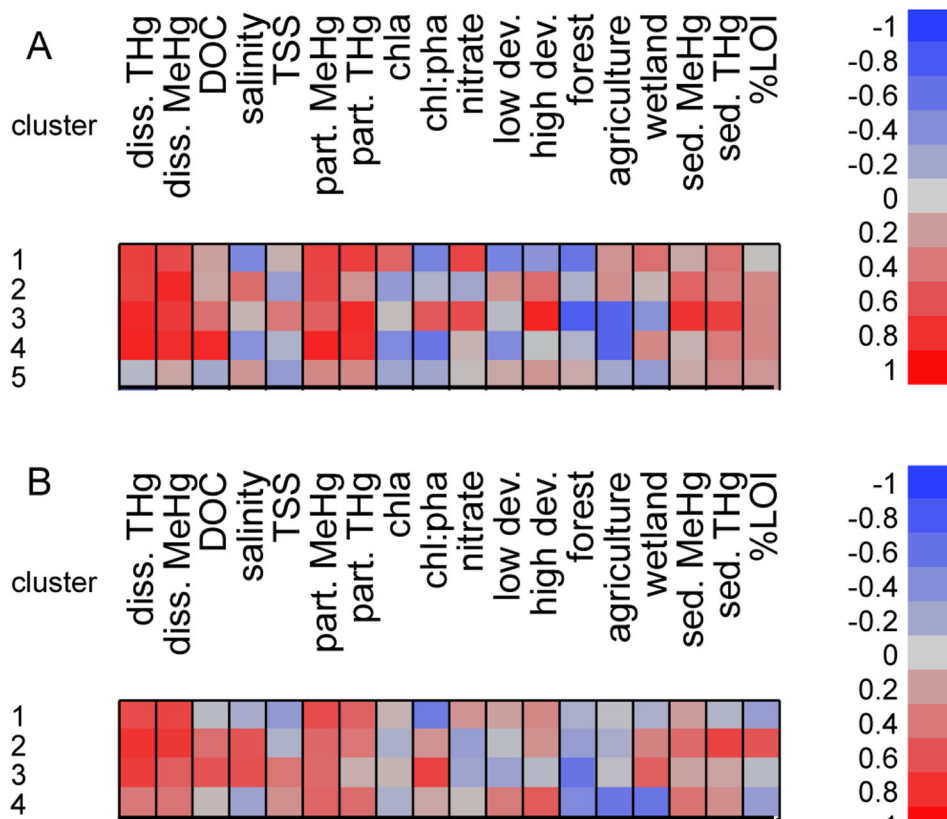 A
cluster
diss. THg
diss. MeHg
DOC
salinity
TSS
part. MeHg
part. THg
chla
chl:pha
nitrate
low dev.
high dev.
forest
agriculture
wetland
sed. MeHg
sed. THg
%LOI
1
2
3
4
5
-1
-0.8
-0.6
-0.4
-0.2
0
0.2
0.4
0.6
0.8
1
B
cluster
diss. THg
diss. MeHg
DOC
salinity
TSS
part. MeHg
part. THg
chla
chl:pha
nitrate
low dev.
high dev.
forest
agriculture
wetland
sed. MeHg
sed. THg
%LOI
1
2
3
4
-1
-0.8
-0.6
-0.4
-0.2
0
0.2
0.4
0.6
0.8
1